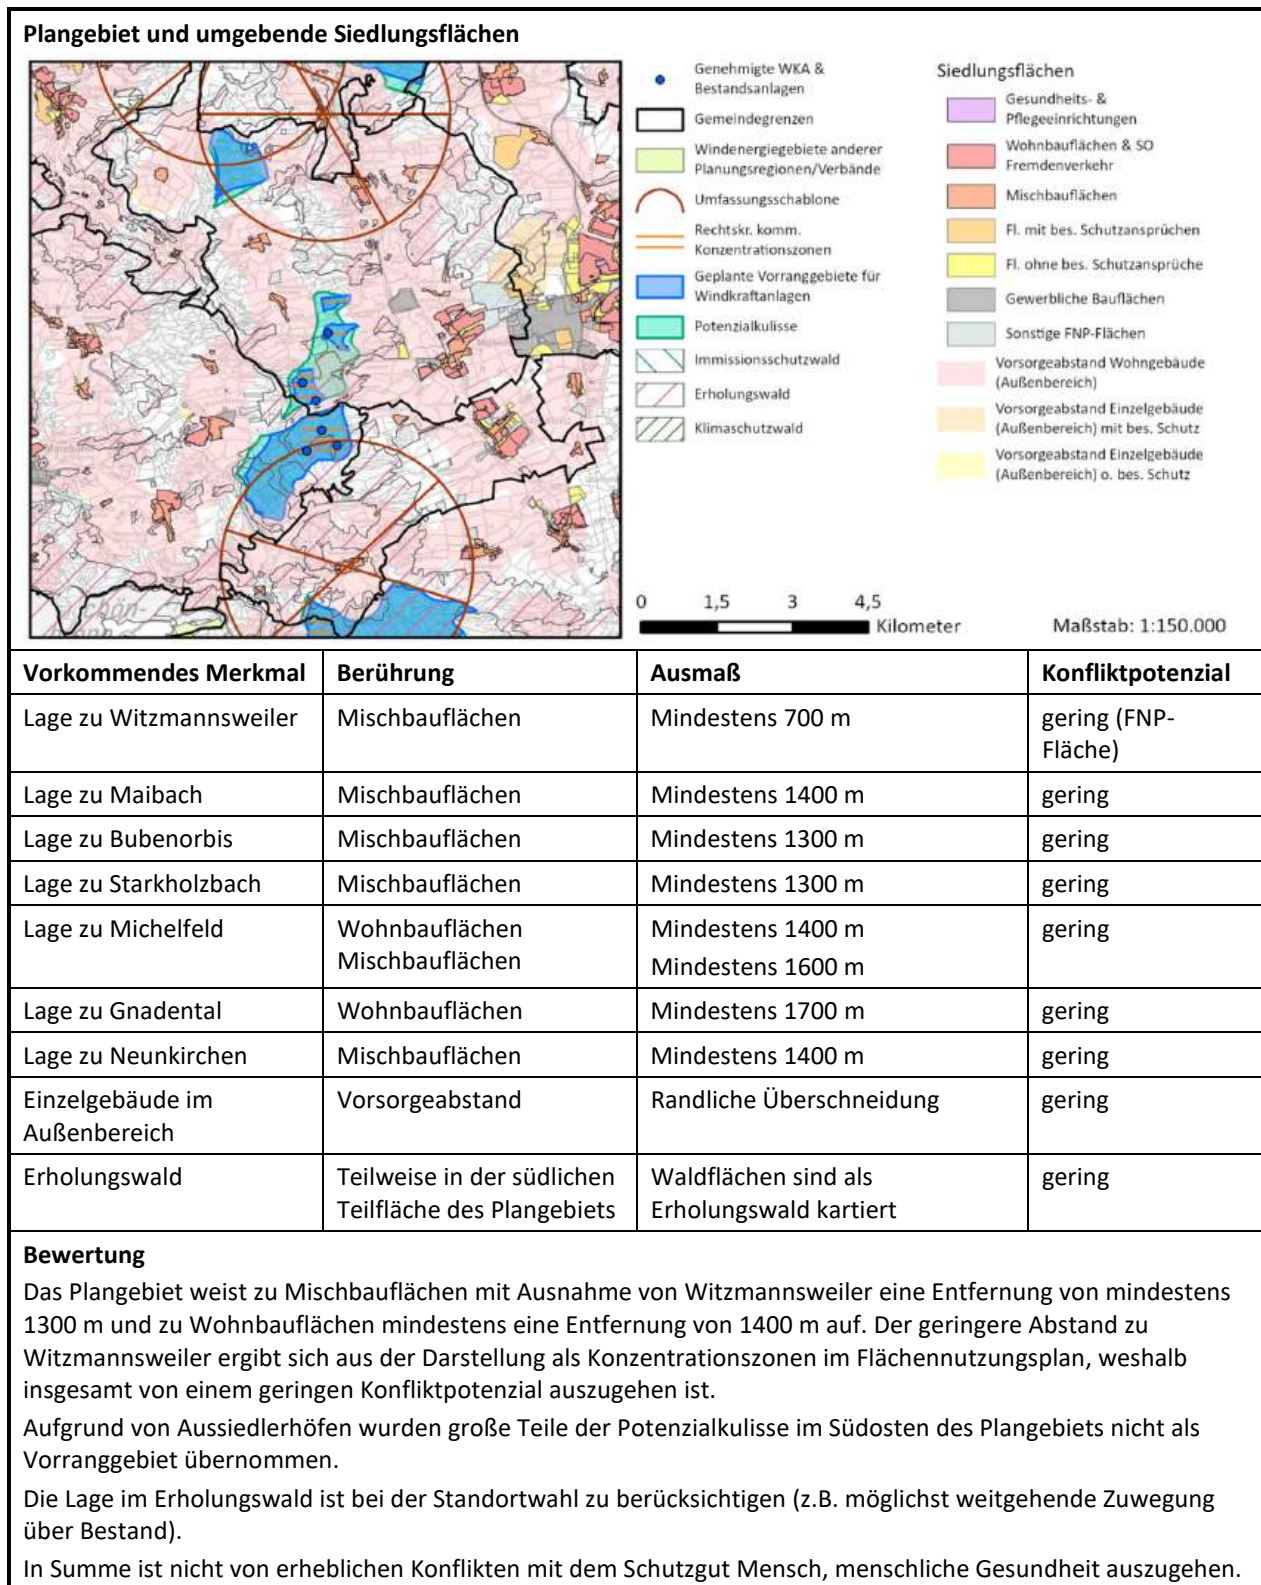 Plangebiet und umgebende Siedlungsflächen
Genehmigte WKA &
Bestandsanlagen
Gemeindegrenzen
Windenergiegebiete anderer
Planungsregionen/Verbände
Umfassungsschablone
Rechtskr. komm.
Konzentrationszonen
Geplante Vorranggebiete für
Windkraftanlagen
Potenzialkulisse
Immissionsschutzwald
Erholungswald
Klimaschutzwald
Siedlungsflächen
Gesundheits- &
Pflegeeinrichtungen
Wohnbauflächen & SO
Fremdenverkehr
Mischbauflächen
Fl. mit bes. Schutzansprüchen
Fl. ohne bes. Schutzansprüche
Gewerbliche Bauflächen
Sonstige FNP-Flächen
Vorsorgeabstand Wohngebäude
(Außenbereich)
Vorsorgeabstand Einzelgebäude
(Außenbereich) mit bes. Schutz
Vorsorgeabstand Einzelgebäude
(Außenbereich) o. bes. Schutz
0 1,5 3 4,5
Kilometer
Maßstab: 1:150.000
Vorkommendes Merkmal Berührung Ausmaß Konfliktpotenzial
Lage zu Witzmannsweiler Mischbauflächen Mindestens 700 m gering (FNP-
Fläche)
Lage zu Maibach Mischbauflächen Mindestens 1400 m gering
Lage zu Bubenorbis Mischbauflächen Mindestens 1300 m gering
Lage zu Starkholzbach Mischbauflächen Mindestens 1300 m gering
Lage zu Michelfeld Wohnbauflächen Mindestens 1400 m gering
Mischbauflächen Mindestens 1600 m
Lage zu Gnadental Wohnbauflächen Mindestens 1700 m gering
Lage zu Neunkirchen Mischbauflächen Mindestens 1400 m gering
Einzelgebäude im Vorsorgeabstand Randliche Überschneidung gering
Außenbereich
Erholungswald Teilweise in der südlichen Waldflächen sind als gering
Teilfläche des Plangebiets Erholungswald kartiert
Bewertung
Das Plangebiet weist zu Mischbauflächen mit Ausnahme von Witzmannsweiler eine Entfernung von mindestens
1300 m und zu Wohnbauflächen mindestens eine Entfernung von 1400 m auf. Der geringere Abstand zu
Witzmannsweiler ergibt sich aus der Darstellung als Konzentrationszonen im Flächennutzungsplan, weshalb
insgesamt von einem geringen Konfliktpotenzial auszugehen ist.
Aufgrund von Aussiedlerhöfen wurden große Teile der Potenzialkulisse im Südosten des Plangebiets nicht als
Vorranggebiet übernommen.
Die Lage im Erholungswald ist bei der Standortwahl zu berücksichtigen (z.B. möglichst weitgehende Zuwegung
über Bestand).
In Summe ist nicht von erheblichen Konflikten mit dem Schutzgut Mensch, menschliche Gesundheit auszugehen.